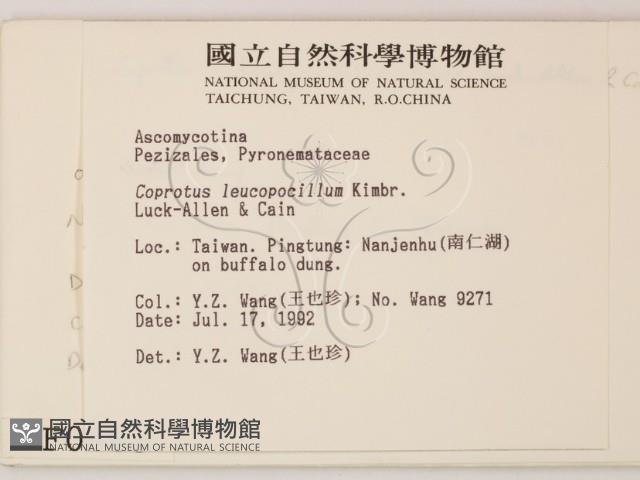 國立自然科學博物館
NATIONAL MUSEUM OF NATURAL SCIENCE
TAICHUNG, TAIWAN, R.O.CHINA
Ascomycotina
Pezizales, Pyronemataceae
Coprotus leucopocillum Kimbr.
Luck-Allen & Cain
Loc.: Taiwan. Pingtung: Nanjenhu(南仁湖)
on buffalo dung.
Col.: Y.Z. Wang(王也珍); No. Wang 9271
Date: Jul. 17, 1992
Det.: Y.Z. Wang(王也珍)
國立自然科學博物館
NATIONAL MUSEUM OF NATURAL SCIENCE